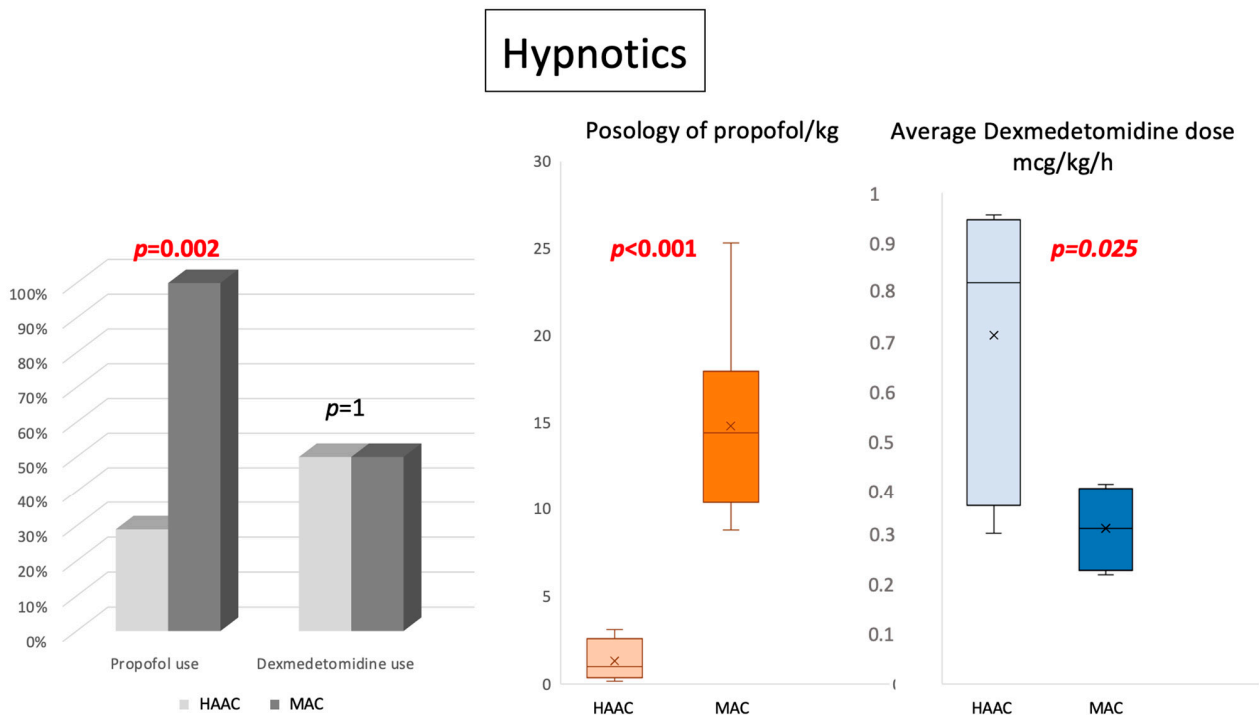 Hypnotics
p=0.002
p=1
100%
90%
80%
70%
60%
50%
40%
30%
20%
10%
0%
Propofol use
Dexmedetomidine use
HAAC
MAC
Posology of propofol/kg
p<0.001
30
25
20
15
10
5
0
HAAC
MAC
Average Dexmedetomidine dose
mcg/kg/h
p=0.025
1
0.9
0.8
0.7
0.6
0.5
0.4
0.3
0.2
0.1
HAAC
MAC